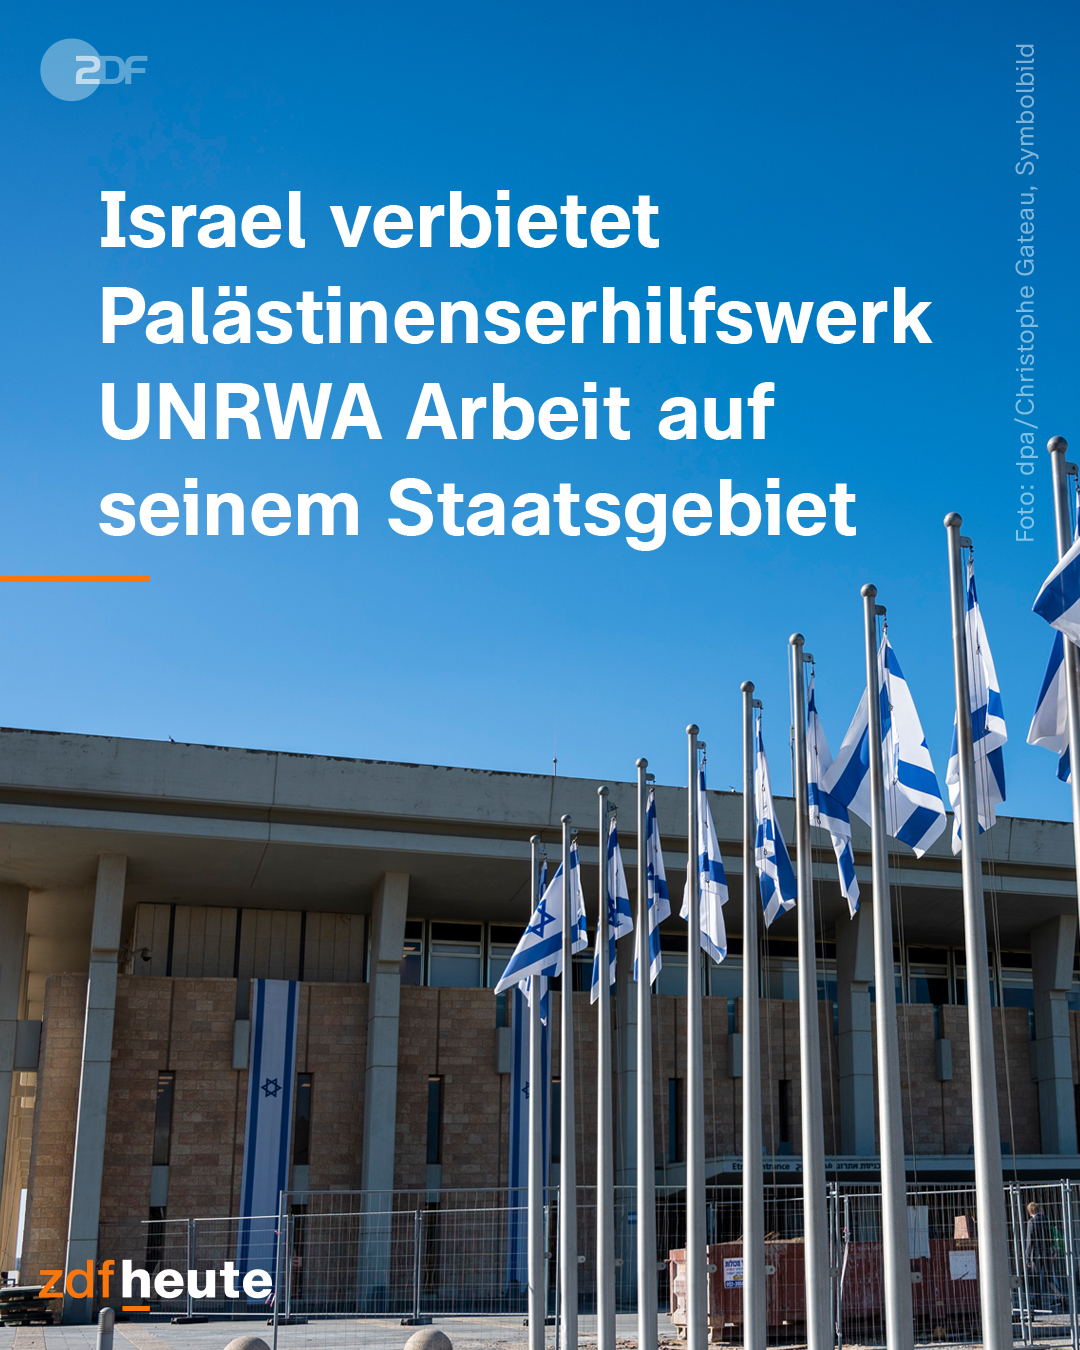 ZDF
Israel verbietet
Palästinenserhilfswerk
UNRWA Arbeit auf
seinem Staatsgebiet
Foto: dpa/Christophe Gateau, Symbolbild
zdfheute